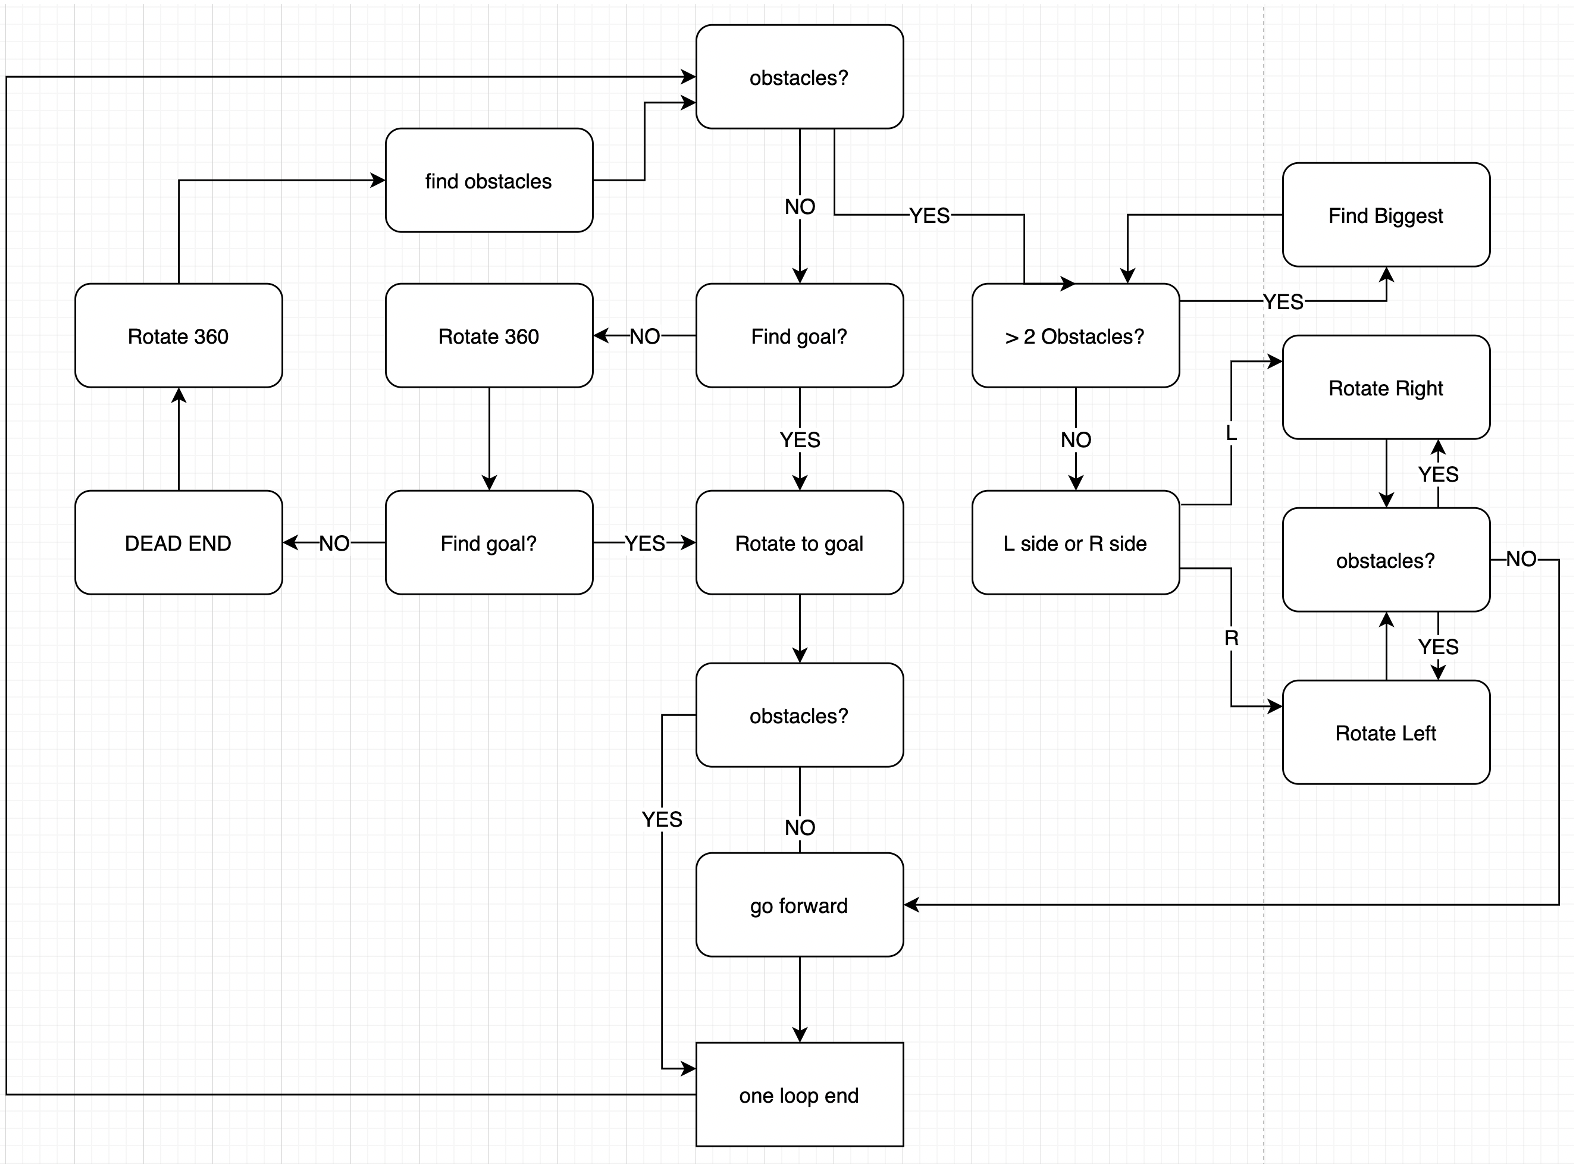 obstacles?
find obstacles
NO
YES
Find Biggest
Rotate 360
Rotate 360
NO
Find goal?
> 2 Obstacles?
YES
Rotate Right
YES
NO
L
YES
DEAD END
NO
Find goal?
YES
Rotate to goal
L side or R side
obstacles?
NO
R
YES
obstacles?
Rotate Left
YES
NO
go forward
one loop end